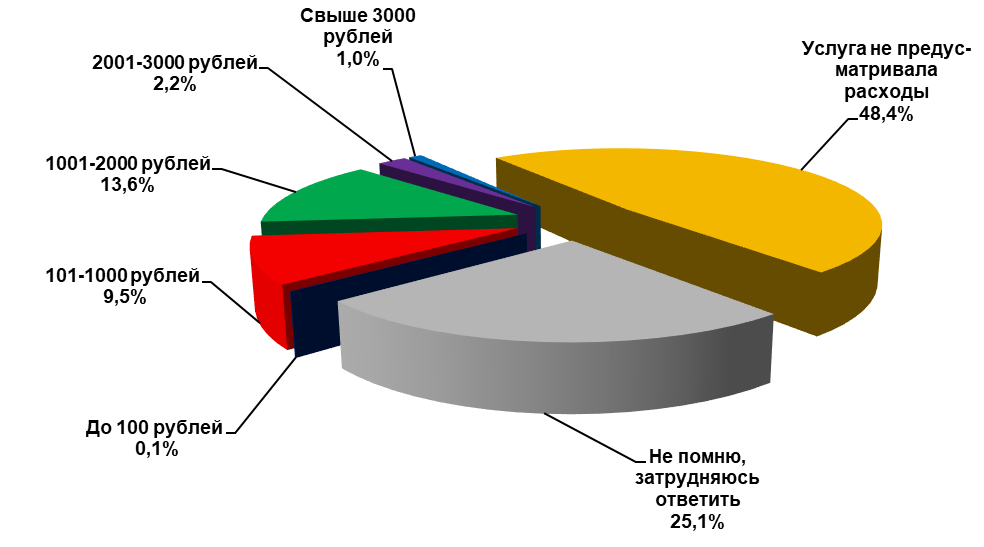 Свыше 3000
рублей
1,0%
Услуга не предус-
матривала
расходы
48,4%
2001-3000 рублей
2,2%
1001-2000 рублей
13,6%
101-1000 рублей
9,5%
До 100 рублей
0,1%
Не помню,
затрудняюсь
ответить
25,1%